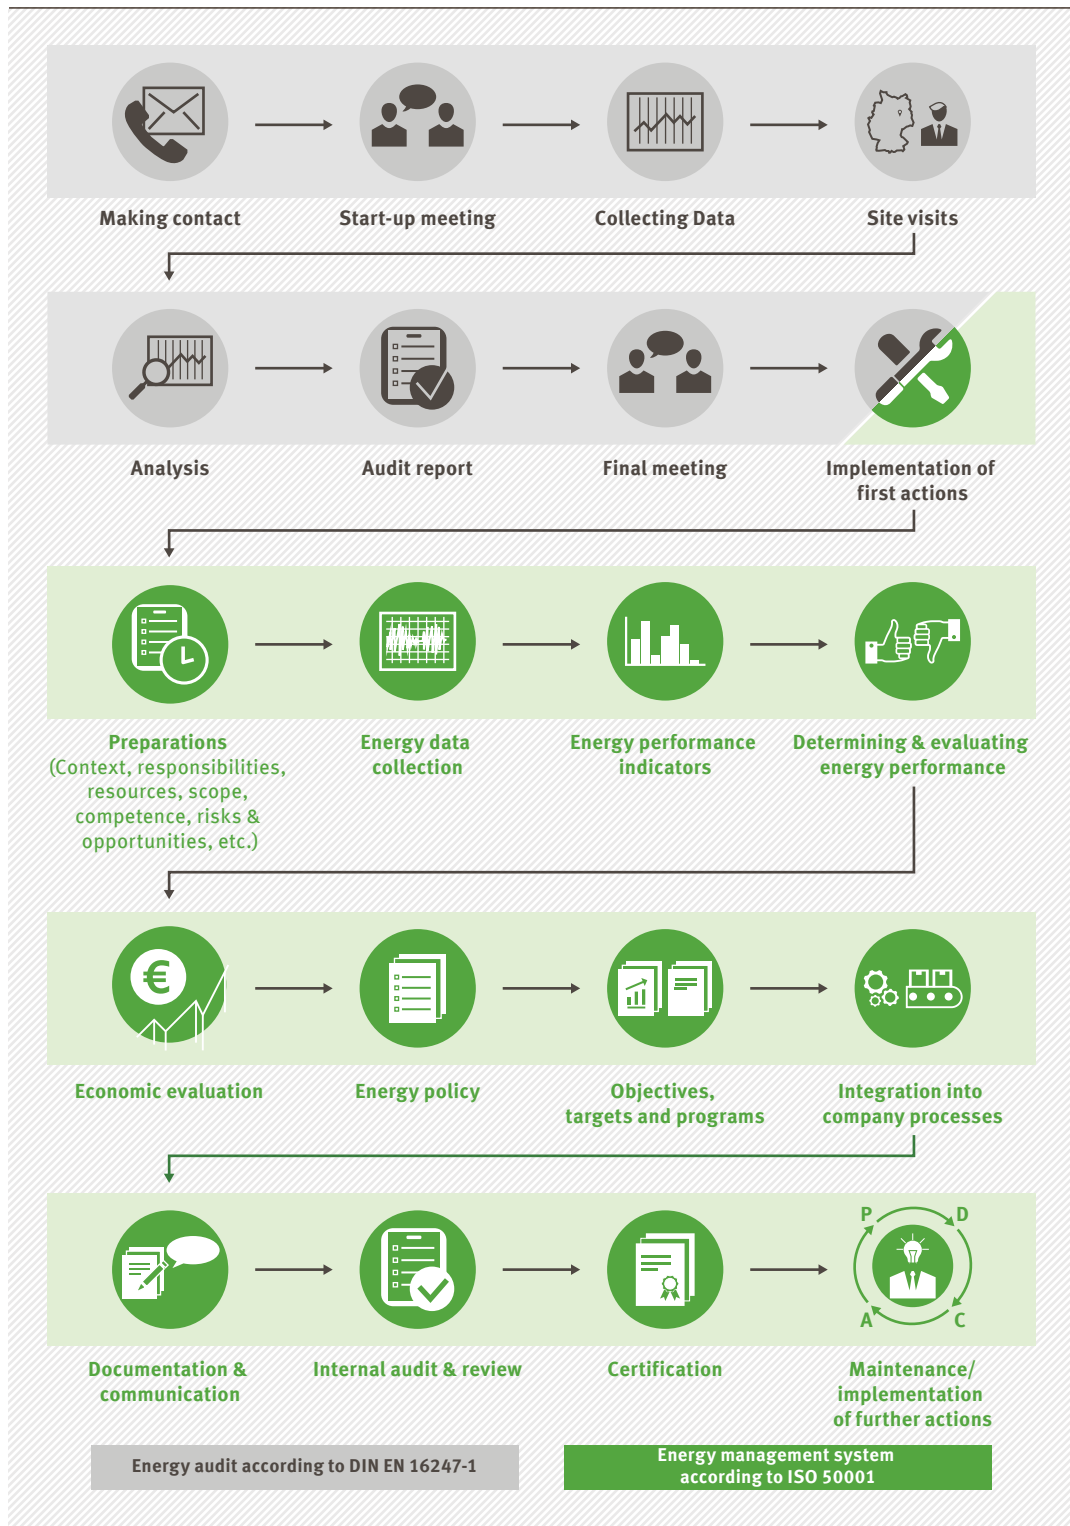 Making contact
Start-up meeting
Collecting Data
Site visits
Analysis
Audit report
Final meeting
Implementation of
first actions
Preparations
(Context, responsibilities,
resources, scope,
competence, risks &
opportunities, etc.)
Energy data
collection
Energy performance
indicators
Determining & evaluating
energy performance
€
Economic evaluation
Energy policy
Objectives,
targets and programs
Integration into
company processes
P
D
A
C
Documentation &
communication
Internal audit & review
Certification
Maintenance/
implementation
of further actions
Energy audit according to DIN EN 16247-1
Energy management system
according to ISO 50001